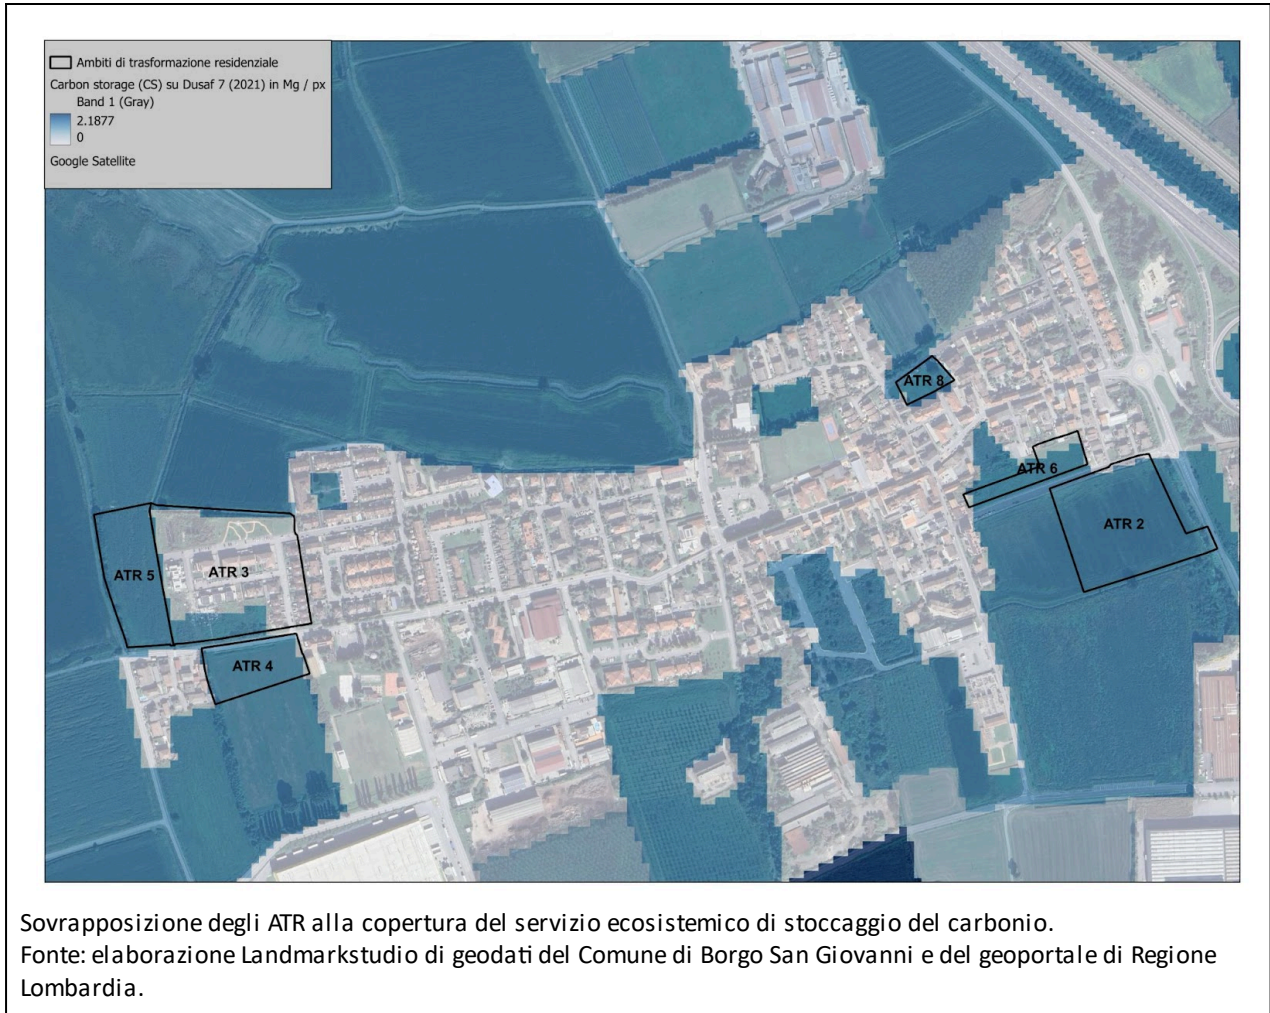 Ambiti di trasformazione residenziale
Carbon storage (CS) su Dusaf 7 (2021) in Mg / px
Band 1 (Gray)
2.1877
0
Google Satellite
ATR 8
ATR 6
ATR 2
ATR 5
ATR 3
ATR 4
Sovrapposizione degli ATR alla copertura del servizio ecosistemico di stoccaggio del carbonio.
Fonte: elaborazione Landmarkstudio di geodati del Comune di Borgo San Giovanni e del geoportale di Regione
Lombardia.